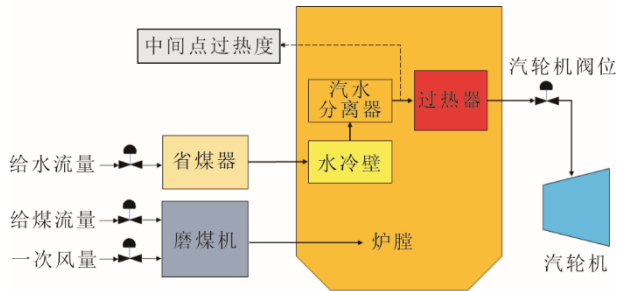 中间点过热度
汽轮机阀位
汽水
分离器
过热器
给水流量
省煤器
水冷壁
给煤流量
磨煤机
炉膛
一次风量
汽轮机